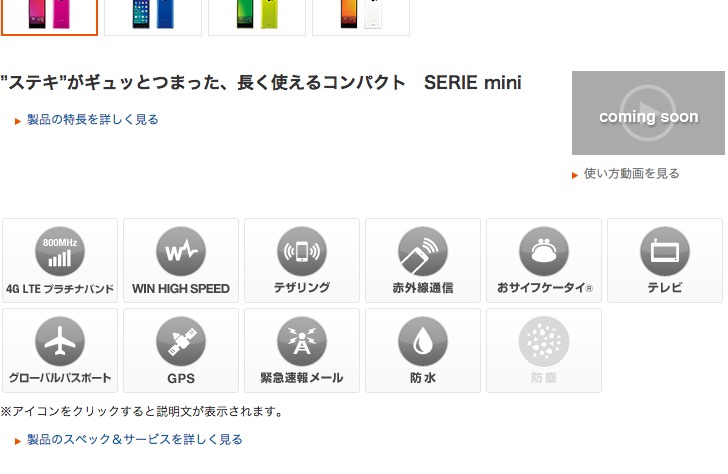 ”ステキ”がギュッとつまった、長く使えるコンパクト　SERIE mini
製品の特長を詳しく見る
coming soon
使い方動画を見る
800MHz
4G LTE プラチナバンド
WIN HIGH SPEED
テザリング
赤外線通信
おサイフケータイ®
テレビ
グローバルパスポート
GPS
緊急速報メール
防水
防塵
※アイコンをクリックすると説明文が表示されます。
製品のスペック＆サービスを詳しく見る